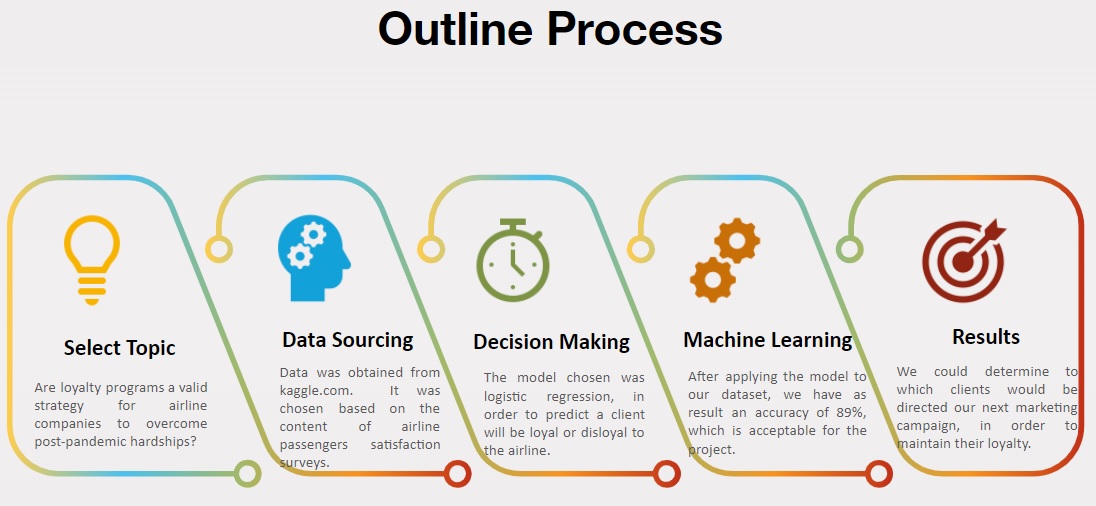 Outline Process
Select Topic
Are loyalty programs a valid
strategy for airline
companies to overcome
post-pandemic hardships?
Data Sourcing
Data was obtained from
kaggle.com. It was
chosen based on the
content of airline
passengers satisfaction
surveys.
Decision Making
The model chosen was
logistic regression, in
order to predict a client
will be loyal or disloyal to
the airline.
Machine Learning
After applying the model to
our dataset, we have as
result an accuracy of 89%,
which is acceptable for the
project.
Results
We could determine to
which clients would be
directed our next marketing
campaign, in order to
maintain their loyalty.